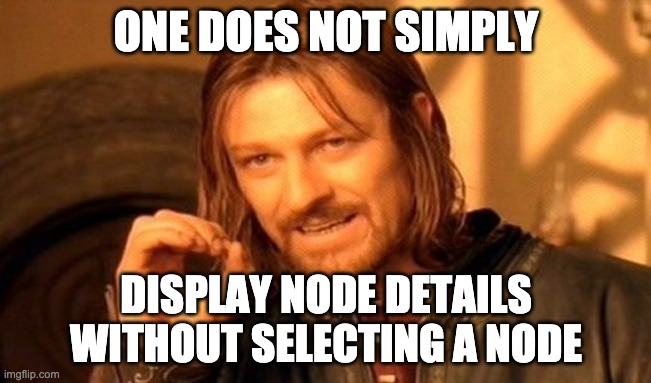 ONE DOES NOT SIMPLY
DISPLAY NODE DETAILS
WITHOUT SELECTING A NODE
imgflip.com